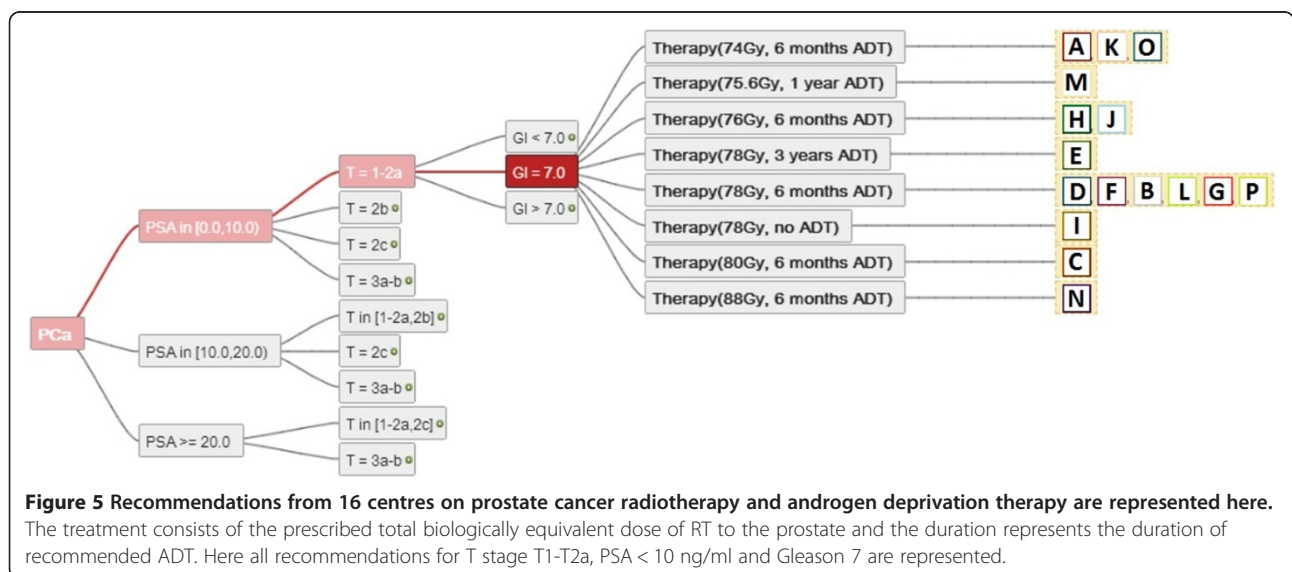 Therapy(74Gy, 6 months ADT) A K O
Therapy(75.6Gy, 1 year ADT) M
Therapy(76Gy, 6 months ADT) H J
Gl < 7.0
Therapy(78Gy, 3 years ADT) E
T = 1-2a Gl = 7.0
Therapy(78Gy, 6 months ADT) D F B L G P
T = 2b Gl > 7.0
PSA in [0.0,10.0) Therapy(78Gy, no ADT) I
T = 2c
Therapy(80Gy, 6 months ADT) C
T = 3a-b
Therapy(88Gy, 6 months ADT) N
T in [1-2a,2b]
PCa
PSA in [10.0,20.0) T = 2c
T = 3a-b
T in [1-2a,2c]
PSA >= 20.0
T = 3a-b
Figure 5 Recommendations from 16 centres on prostate cancer radiotherapy and androgen deprivation therapy are represented here.
The treatment consists of the prescribed total biologically equivalent dose of RT to the prostate and the duration represents the duration of
recommended ADT. Here all recommendations for T stage T1-T2a, PSA < 10 ng/ml and Gleason 7 are represented.